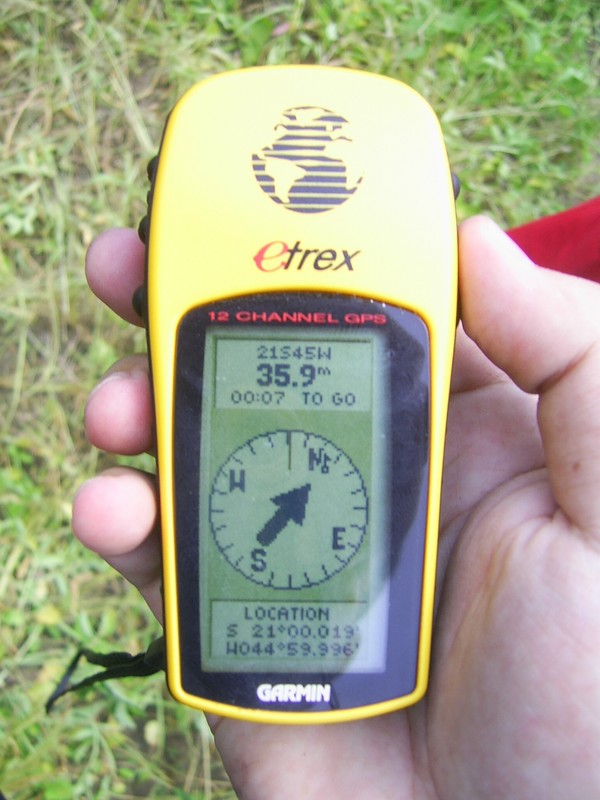 etrex
12 CHANNEL GPS
21S45W
35.9m
00:07 TO GO
N
W
E
S
LOCATION
S 21°00.019'
W044°59.996'
GARMIN